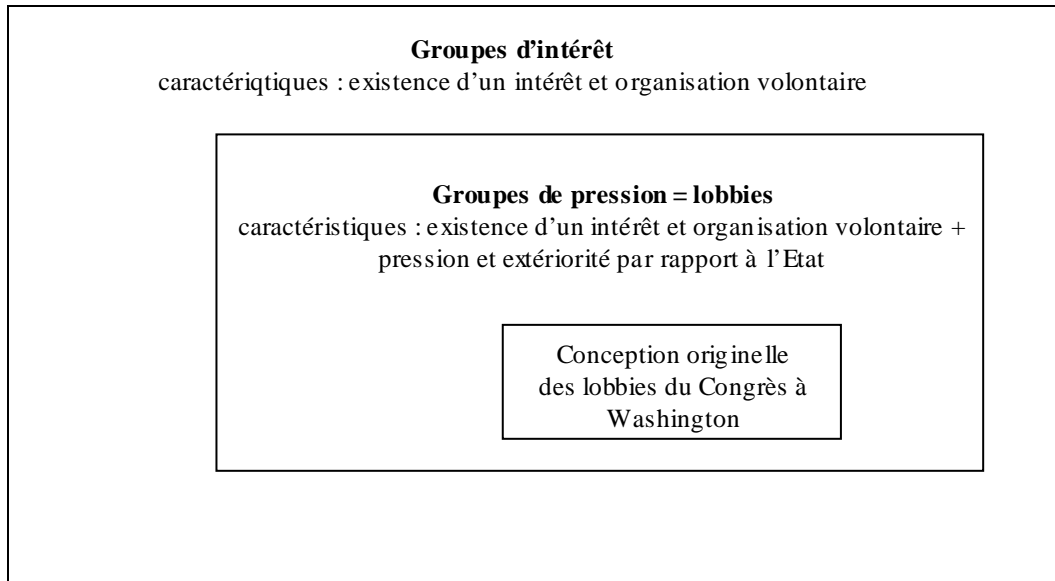 Groupes d'intérêt
caractériqtiques : existence d'un intérêt et organisation volontaire
Groupes de pression = lobbies
caractéristiques : existence d'un intérêt et organisation volontaire +
pression et extériorité par rapport à l'Etat
Conception originelle
des lobbies du Congrès à
Washington